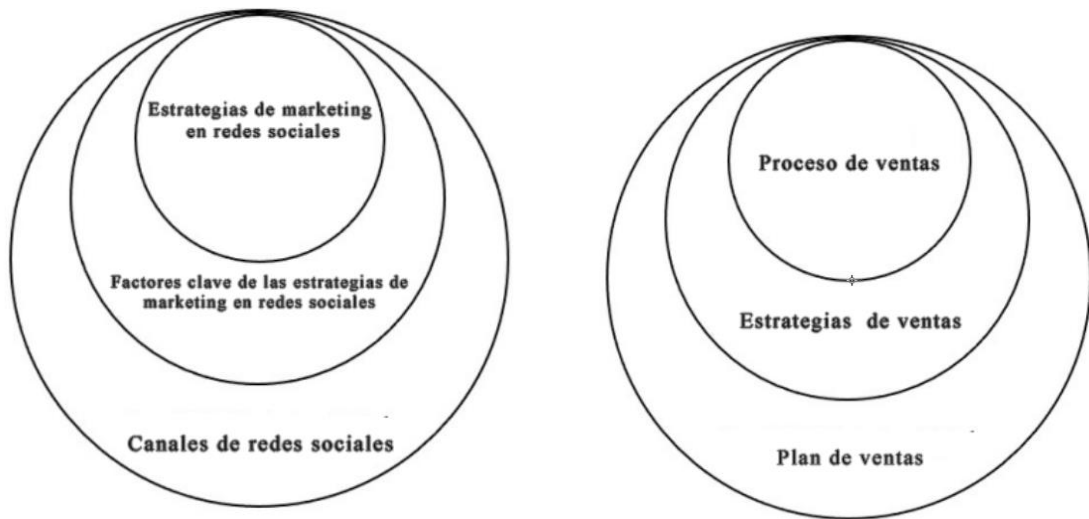 Estrategias de marketing
en redes sociales
Factores clave de las estrategias de
marketing en redes sociales
Canales de redes sociales
Proceso de ventas
Estrategias de ventas
Plan de ventas